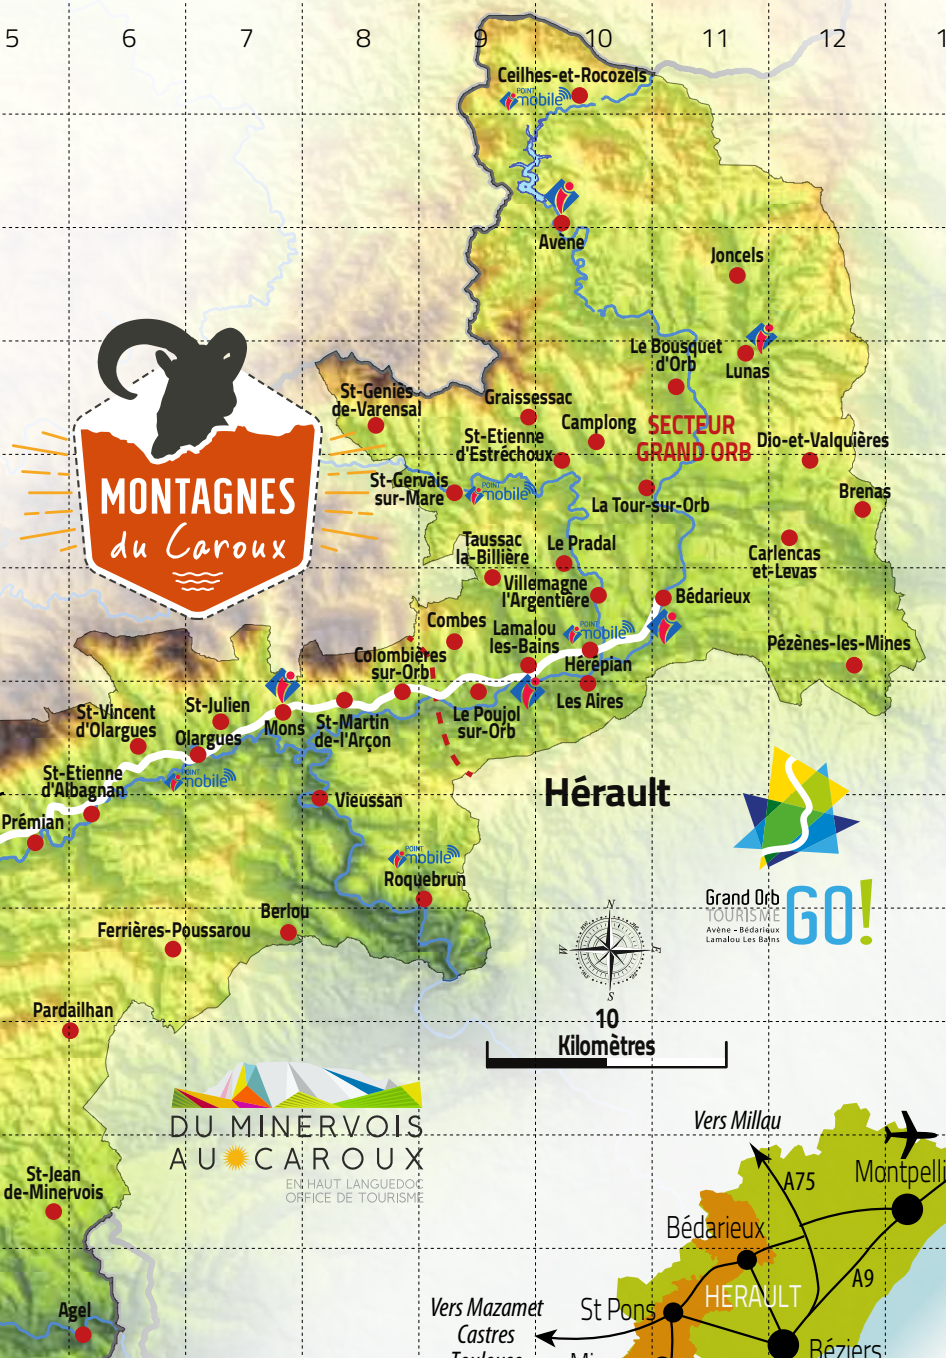 5 6 7 8 9 10 11 12 1
Ceilhes-et-Rocozels
POINT
mobile
Avène
Joncels
Le Bousquet
d'Orb
Lunas
St-Geniès
de-Varensal
Graissessac
Camplong
SECTEUR
GRAND ORB
St-Etienne
d'Estréchoux
Dio-et-Valquières
St-Gervais
sur-Mare
POINT
mobile
La Tour-sur-Orb
Brenas
MONTAGNES
du Caroux
Taussac
la-Billière
Le Pradal
Carlencas
et-Levas
Villemagne
l'Argentière
Bédarieux
Combes
Lamalou
les-Bains
POINT
mobile
Hérépian
Pézènes-les-Mines
Colombières
sur-Orb
Les Aires
St-Vincent
d'Olargues
St-Julien
Olargues
Mons
St-Martin
de-l'Arçon
Le Poujol
sur-Orb
POINT
mobile
St-Etienne
d'Albagnan
Prémian
Vieussan
Hérault
POINT
mobile
Roquebrun
Berlou
Ferrières-Poussarou
Grand Orb
TOURISME
Avène - Bédarieux
Lamalou Les Bains
GO!
N
W
E
S
Pardailhan
10
Kilomètres
DU MINERVOIS
AU CAROUX
EN HAUT LANGUEDOC
OFFICE DE TOURISME
St-Jean
de-Minervois
Agel
Vers Millau
A75
Montpelli
Bédarieux
A9
HERAULT
Vers Mazamet
Castres
Toulouse
St Pons
Béziers